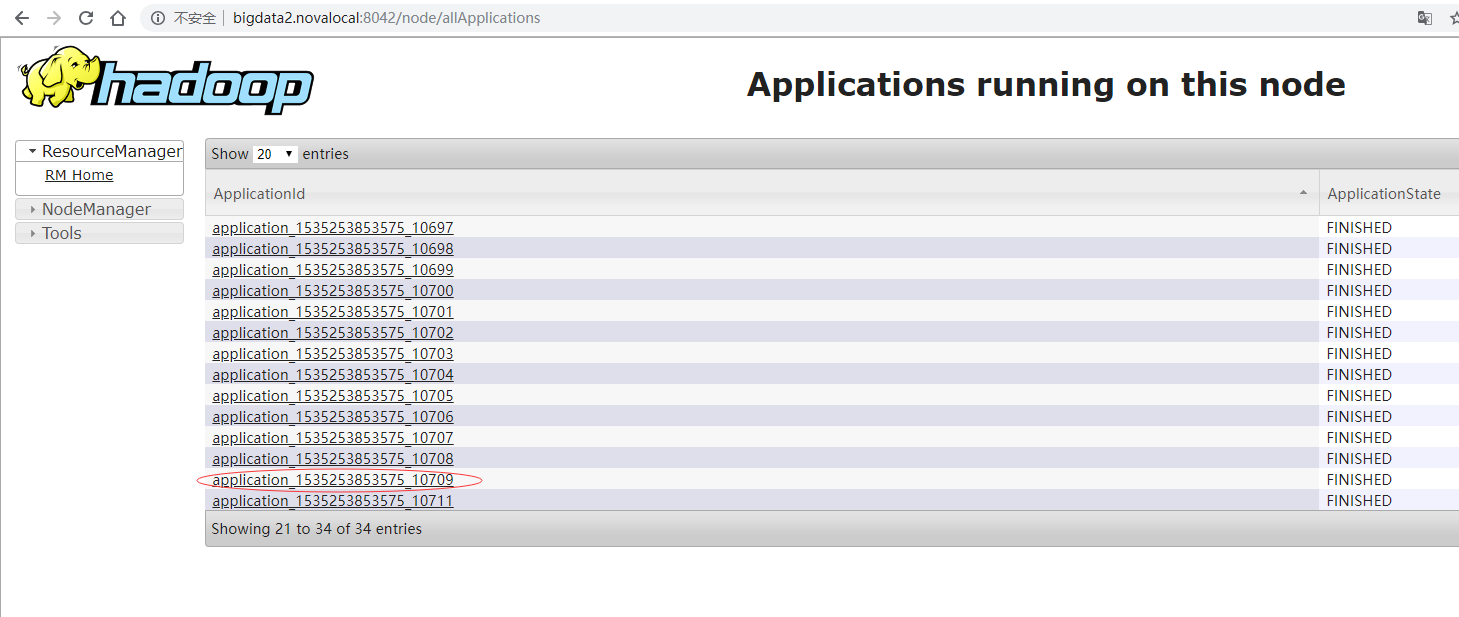 不安全 bigdata2.novalocal:8042/node/allApplications
hadoop
Applications running on this node
ResourceManager
RM Home
NodeManager
Tools
Show 20 entries
ApplicationId ApplicationState
application_1535253853575_10697 FINISHED
application_1535253853575_10698 FINISHED
application_1535253853575_10699 FINISHED
application_1535253853575_10700 FINISHED
application_1535253853575_10701 FINISHED
application_1535253853575_10702 FINISHED
application_1535253853575_10703 FINISHED
application_1535253853575_10704 FINISHED
application_1535253853575_10705 FINISHED
application_1535253853575_10706 FINISHED
application_1535253853575_10707 FINISHED
application_1535253853575_10708 FINISHED
application_1535253853575_10709 FINISHED
application_1535253853575_10711 FINISHED
Showing 21 to 34 of 34 entries